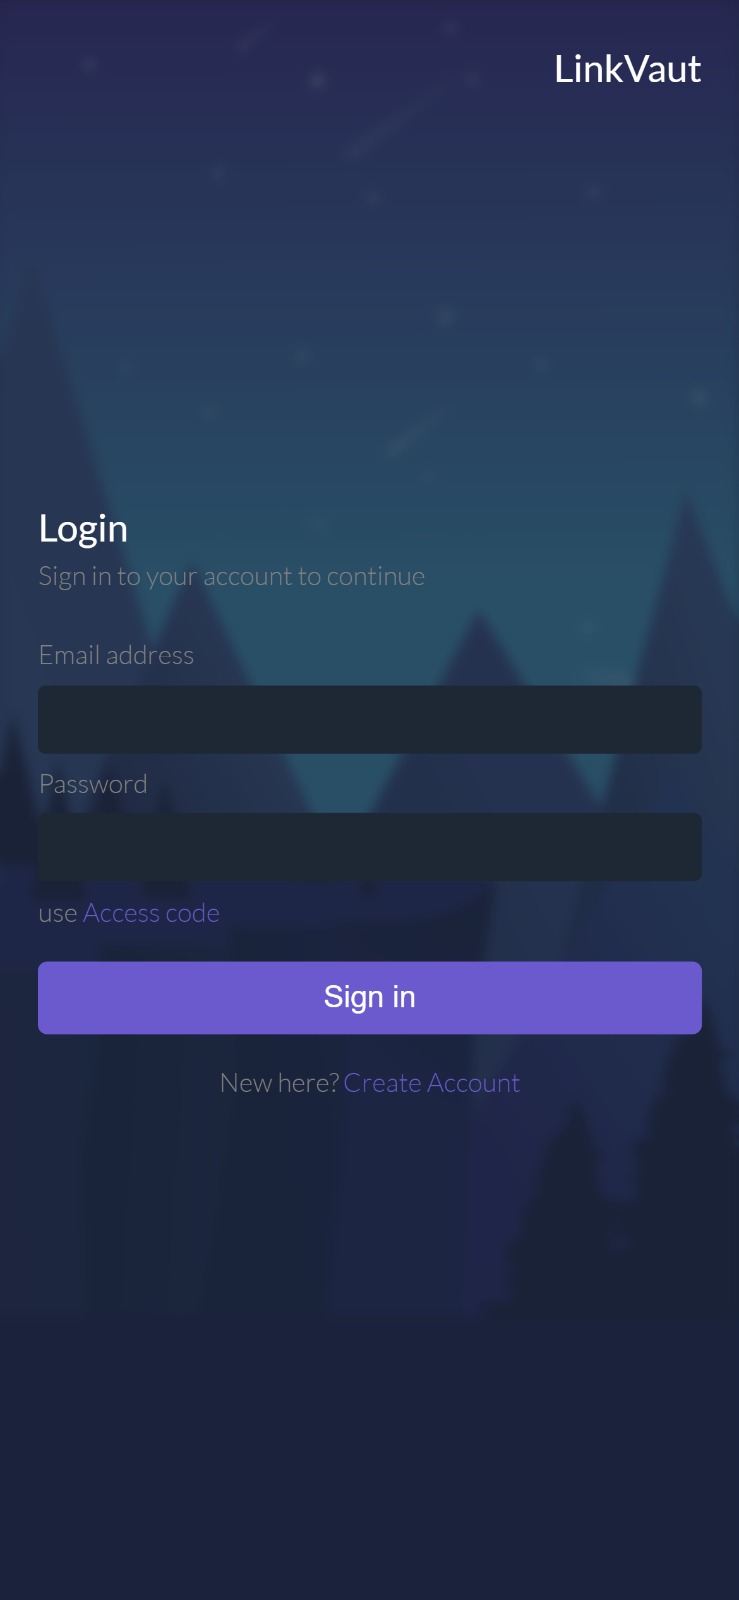 LinkVaut
Login
Sign in to your account to continue
Email address
Password
use Access code
Sign in
New here? Create Account